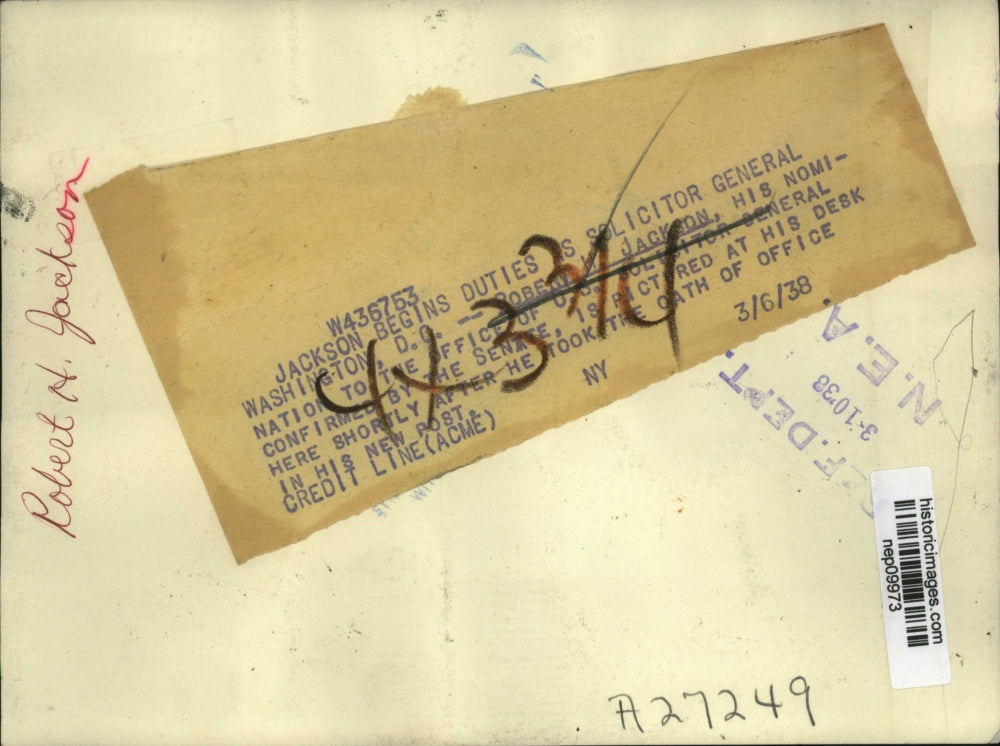 W436753
JACKSON BEGINS DUTIES AS SOLICITOR GENERAL
WASHINGTON, D.C. -- ROBERT H. JACKSON, HIS NOMI-
NATION TO THE OFFICE OF U.S. SOLICITOR GENERAL
CONFIRMED BY THE SENATE, IS PICTURED AT HIS DESK
HERE SHORTLY AFTER HE TOOK THE OATH OF OFFICE
IN HIS NEW POST.
CREDIT LINE(ACME) NY 3/6/38
Robert H. Jackson
REF. DEPT.
3-10'38
N.E.A.
historicimages.com
nep09973
A27249